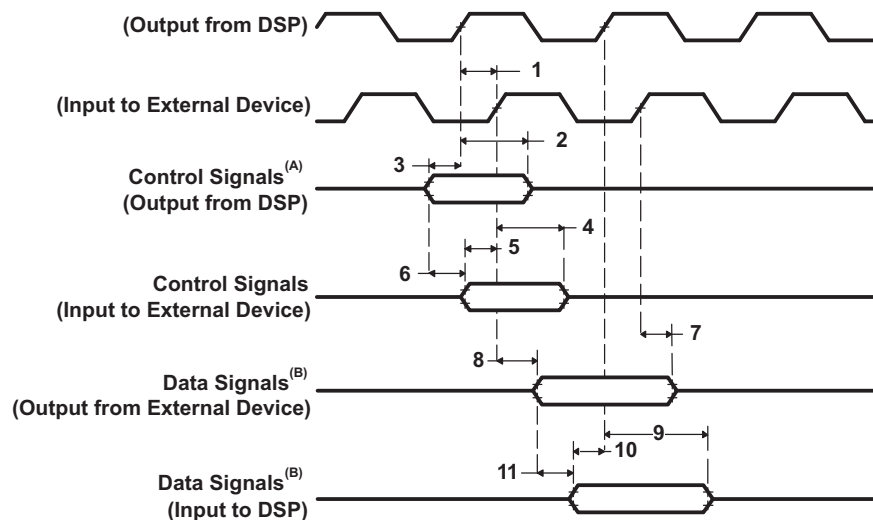 (Output from DSP)
1
(Input to External Device)
2
3
Control Signals(A)
(Output from DSP)
4
5
6
Control Signals
(Input to External Device)
7
8
Data Signals(B)
(Output from External Device)
9
10
11
Data Signals(B)
(Input to DSP)